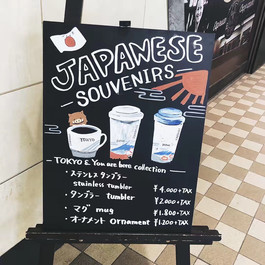 JAPANESE
SOUVENIRS
TOKYO
TOKYO & You are here collection
・ステンレスタンブラー
stainless tumbler ¥4.000+TAX
・タンブラー tumbler ¥2.000+TAX
・マグ mug ¥1.800+TAX
・オーナメント ornament ¥1.200+TAX